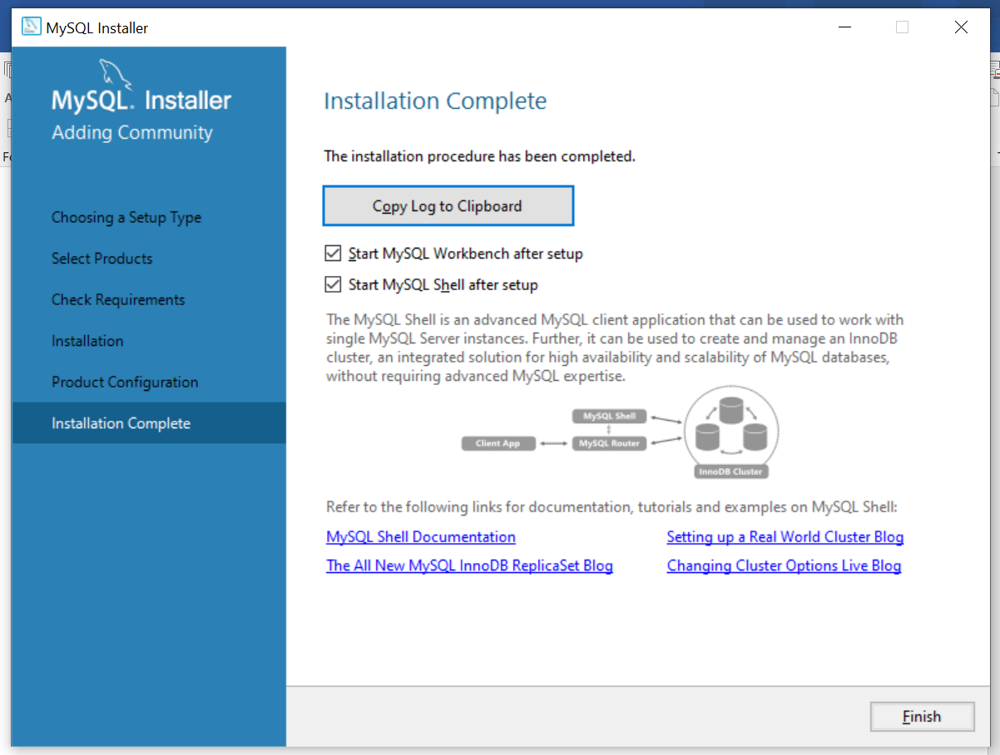 MySQL Installer
MySQL. Installer
Adding Community
Choosing a Setup Type
Select Products
Check Requirements
Installation
Product Configuration
Installation Complete
Installation Complete
The installation procedure has been completed.
Copy Log to Clipboard
Start MySQL Workbench after setup
Start MySQL Shell after setup
The MySQL Shell is an advanced MySQL client application that can be used to work with
single MySQL Server instances. Further, it can be used to create and manage an InnoDB
cluster, an integrated solution for high availability and scalability of MySQL databases,
without requiring advanced MySQL expertise.
MySQL Shell
Client App
MySQL Router
InnoDB Cluster
Refer to the following links for documentation, tutorials and examples on MySQL Shell:
MySQL Shell Documentation
Setting up a Real World Cluster Blog
The All New MySQL InnoDB ReplicaSet Blog
Changing Cluster Options Live Blog
Finish